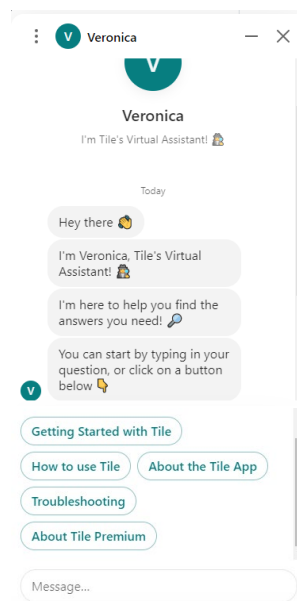 V Veronica
V
Veronica
I'm Tile's Virtual Assistant! 🕵️‍♀️
Today
Hey there 👏
I'm Veronica, Tile's Virtual
Assistant! 🕵️‍♀️
I'm here to help you find the
answers you need! 🔎
You can start by typing in your
question, or click on a button
below 👇
V
Getting Started with Tile
How to use Tile
About the Tile App
Troubleshooting
About Tile Premium
Message...